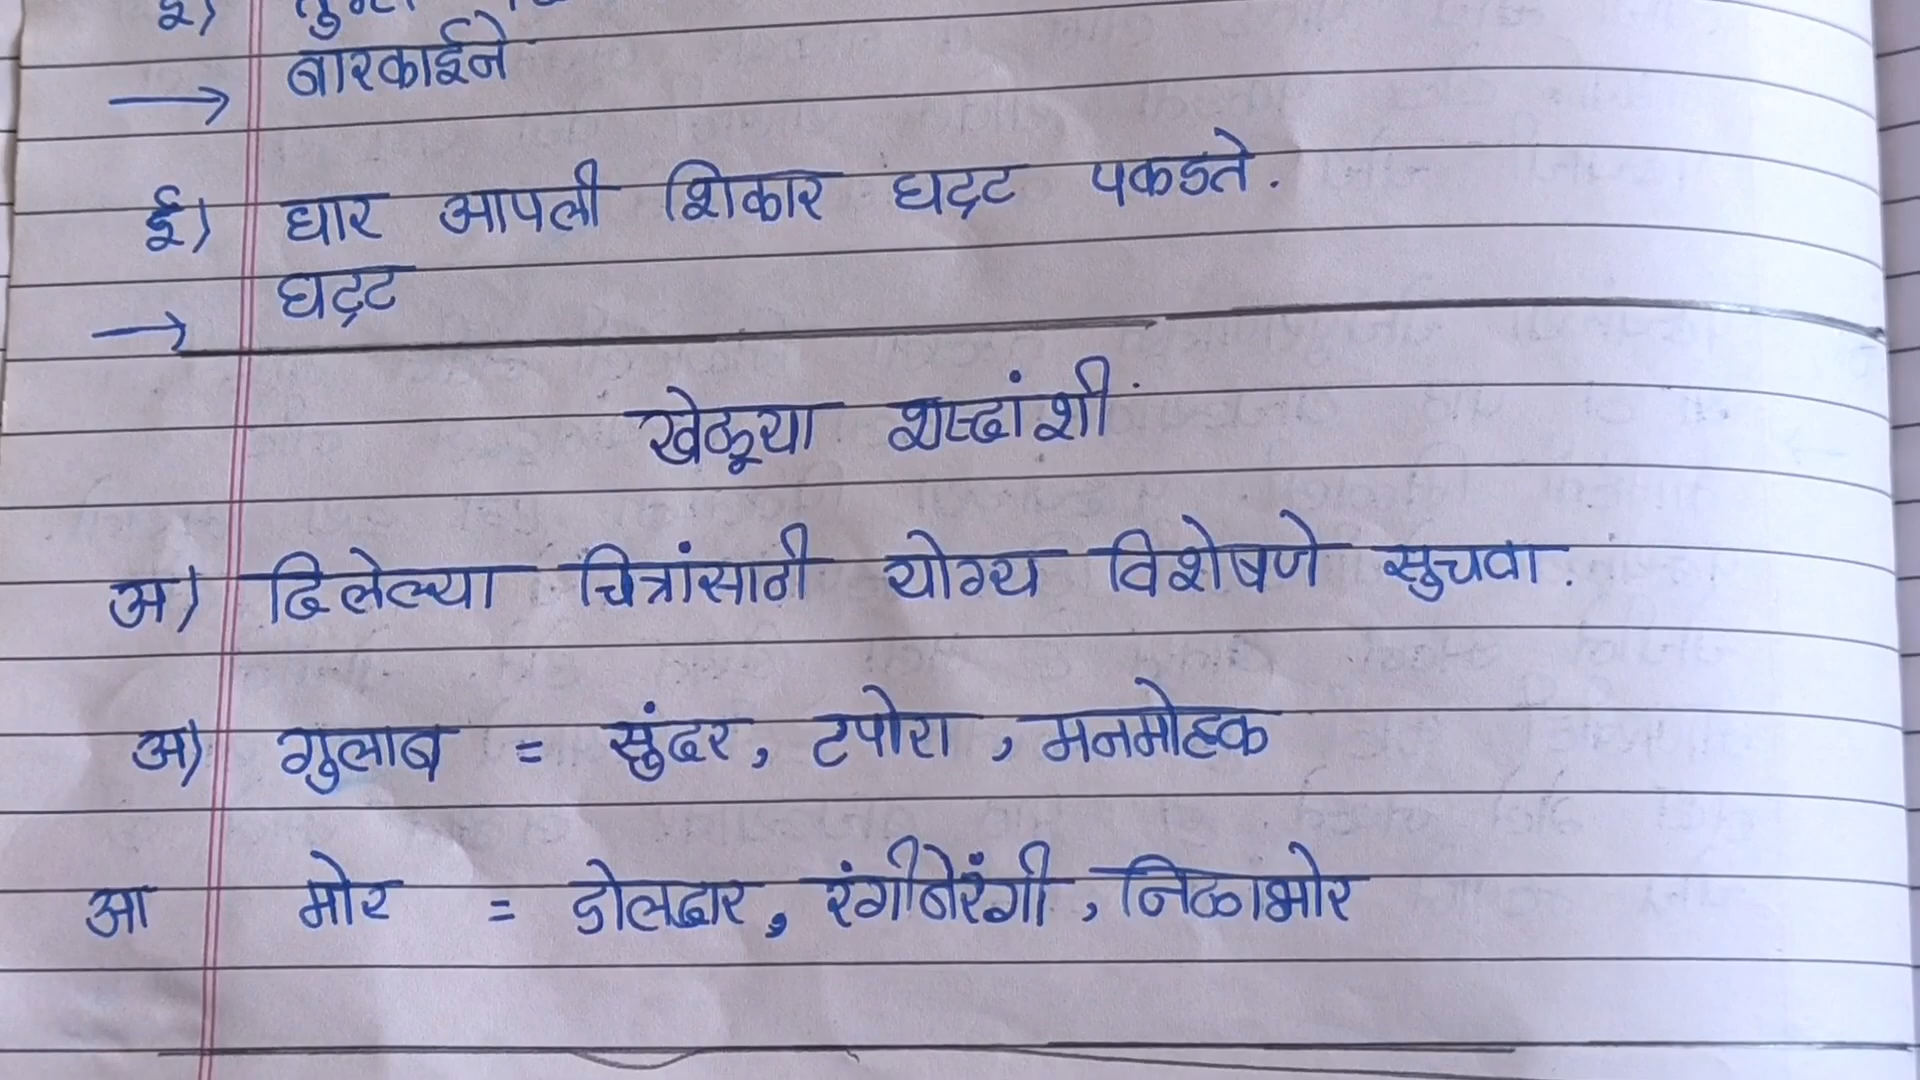 बारकाईने
ई) घार आपली शिकार घट्ट पकडते.
→ घट्ट
खेळूया शब्दांशी
अ) दिलेल्या चित्रांसाठी योग्य विशेषणे सुचवा.
अ) गुलाब = सुंदर, टपोरा, मनमोहक
आ मोर = डोलदार, रंगीबेरंगी, निळाभोर